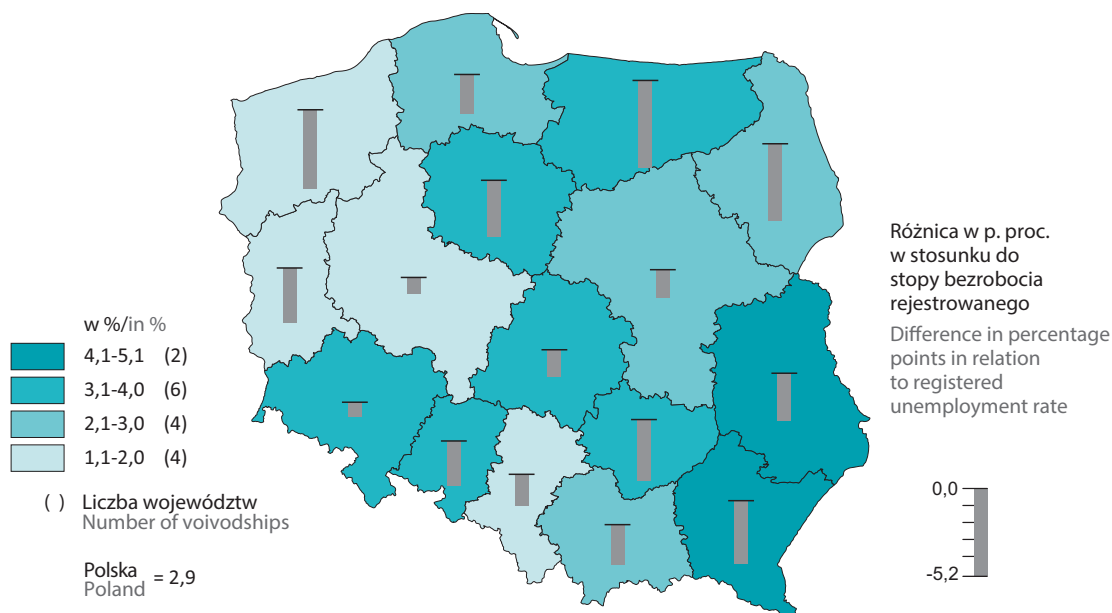 Różnica w p. proc.
w stosunku do
stopy bezrobocia
rejestrowanego
Difference in percentage
points in relation
to registered
unemployment rate
w %/in %
4,1-5,1 (2)
3,1-4,0 (6)
2,1-3,0 (4)
1,1-2,0 (4)
( ) Liczba województw
Number of voivodships
Polska
Poland = 2,9
0,0
-5,2